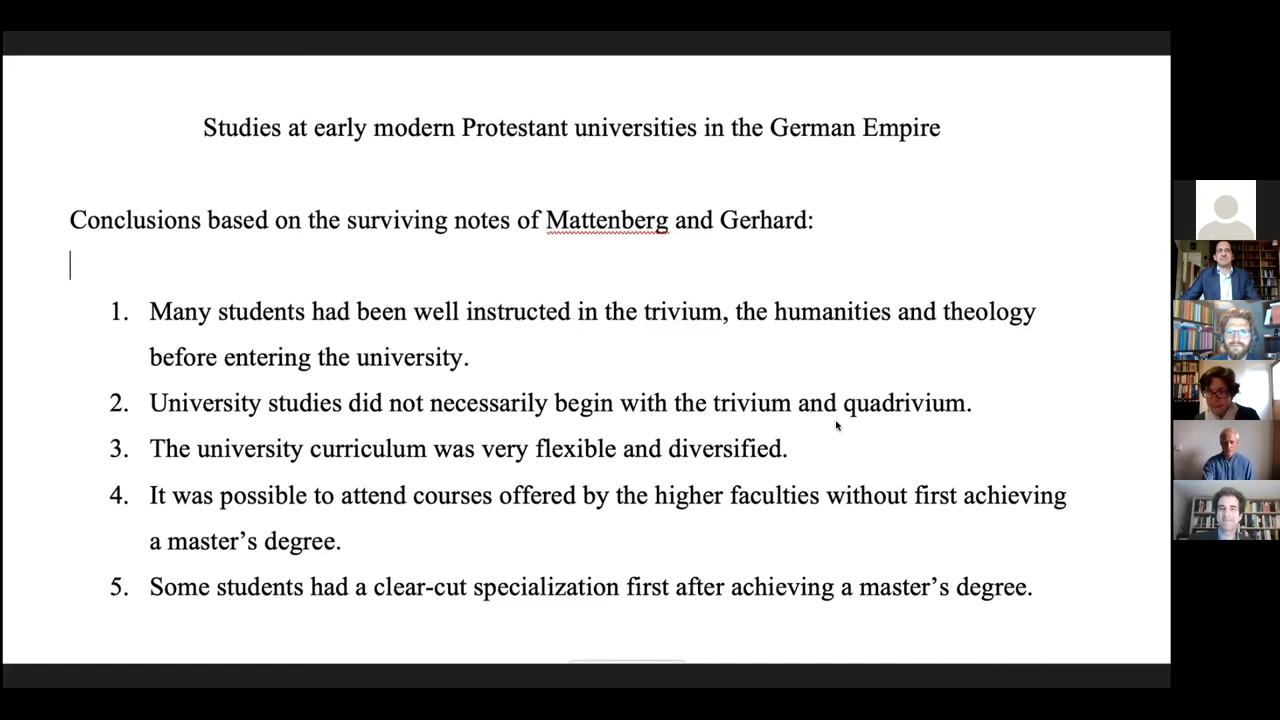 Studies at early modern Protestant universities in the German Empire
Conclusions based on the surviving notes of Mattenberg and Gerhard:
1. Many students had been well instructed in the trivium, the humanities and theology
before entering the university.
2. University studies did not necessarily begin with the trivium and quadrivium.
3. The university curriculum was very flexible and diversified.
4. It was possible to attend courses offered by the higher faculties without first achieving
a master’s degree.
5. Some students had a clear-cut specialization first after achieving a master’s degree.